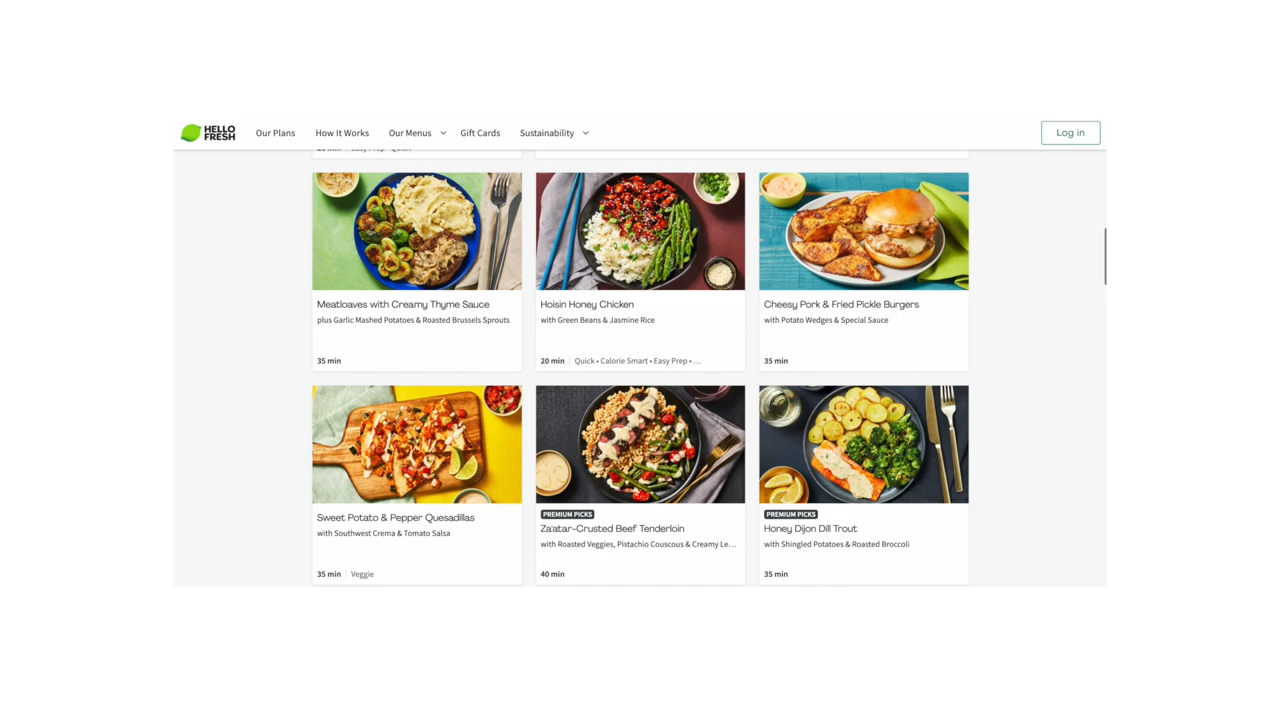 HELLO
FRESH
Our Plans
How It Works
Our Menus
Gift Cards
Sustainability
Log in
Meatloaves with Creamy Thyme Sauce
plus Garlic Mashed Potatoes & Roasted Brussels Sprouts
35 min
Hoisin Honey Chicken
with Green Beans & Jasmine Rice
20 min | Quick • Calorie Smart • Easy Prep • ...
Cheesy Pork & Fried Pickle Burgers
with Potato Wedges & Special Sauce
35 min
Sweet Potato & Pepper Quesadillas
with Southwest Crema & Tomato Salsa
35 min | Veggie
PREMIUM PICKS
Za'atar-Crusted Beef Tenderloin
with Roasted Veggies, Pistachio Couscous & Creamy Le...
40 min
PREMIUM PICKS
Honey Dijon Dill Trout
with Shingled Potatoes & Roasted Broccoli
35 min